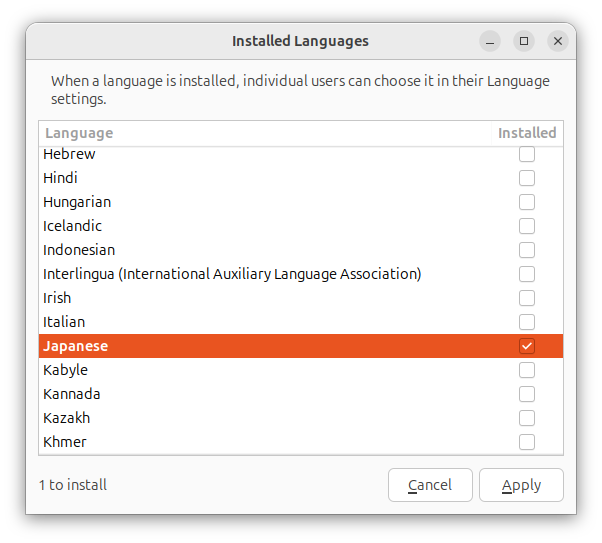 Installed Languages
When a language is installed, individual users can choose it in their Language
settings.
Language Installed
Hebrew
Hindi
Hungarian
Icelandic
Indonesian
Interlingua (International Auxiliary Language Association)
Irish
Italian
Japanese
Kabyle
Kannada
Kazakh
Khmer
1 to install Cancel Apply